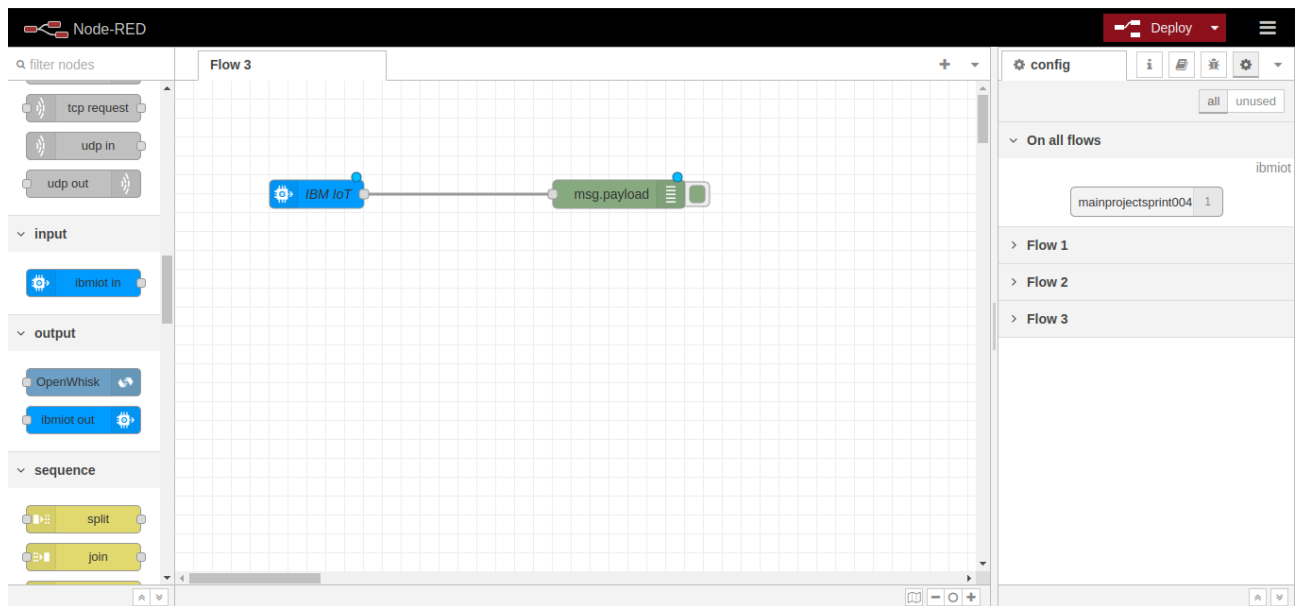 Node-RED
Deploy
filter nodes
tcp request
udp in
udp out
input
ibmiot in
output
OpenWhisk
ibmiot out
sequence
split
join
Flow 3
IBM IoT
msg.payload
config
i
all
unused
On all flows
ibmiot
mainprojectsprint004 1
Flow 1
Flow 2
Flow 3